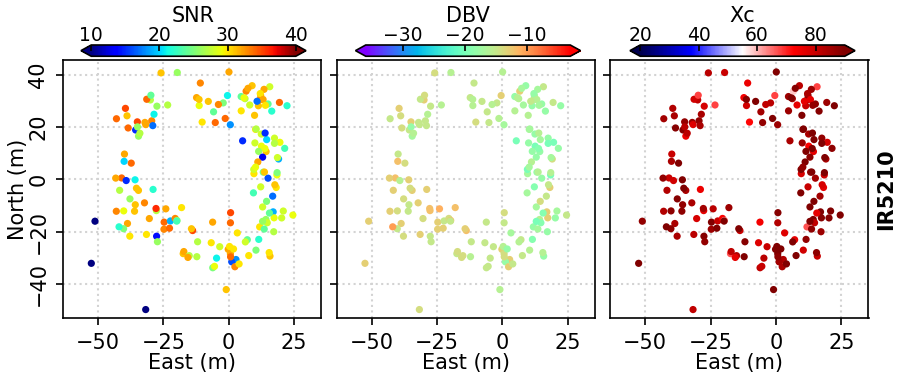 SNR DBV Xc
10 20 30 40 −30 −20 −10 20 40 60 80
40
20
0
−20
−40
North (m)
−50 −25 0 25 −50 −25 0 25 −50 −25 0 25
East (m) East (m) East (m)
IR5210